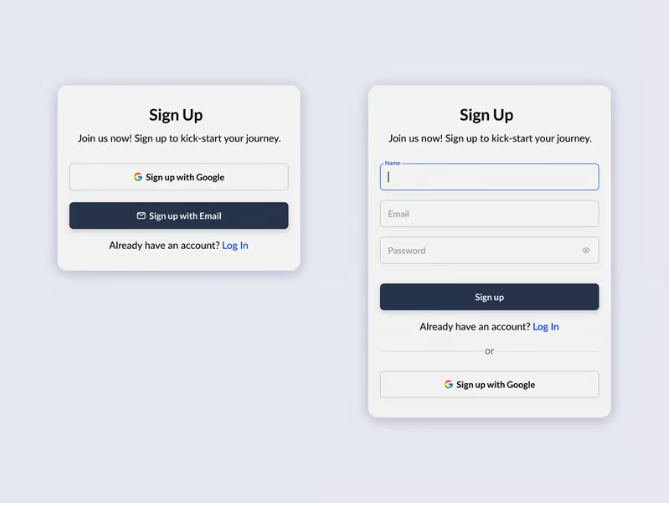 Sign Up
Join us now! Sign up to kick-start your journey.
Sign up with Google
Sign up with Email
Already have an account? Log In
Sign Up
Join us now! Sign up to kick-start your journey.
Name
Email
Password
Sign up
Already have an account? Log In
or
Sign up with Google